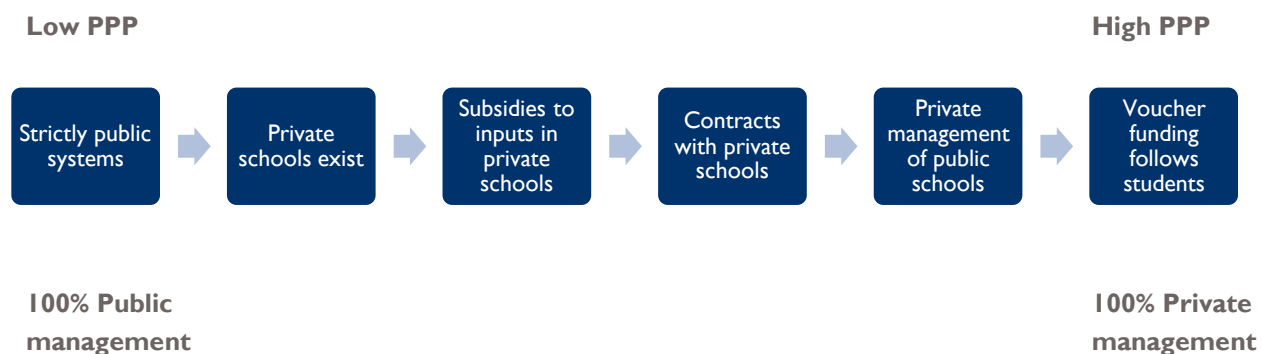 Low PPP
High PPP
Strictly public
systems
Private
schools exist
Subsidies to
inputs in
private
schools
Contracts
with private
schools
Private
management
of public
schools
Voucher
funding
follows
students
100% Public
management
100% Private
management